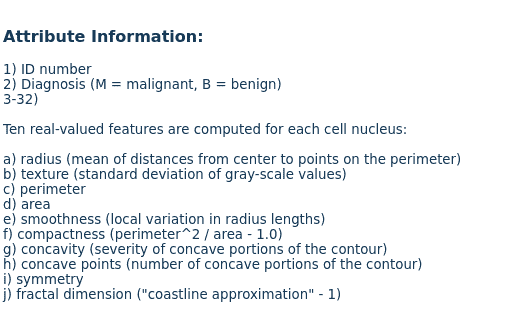 Attribute Information:
1) ID number
2) Diagnosis (M = malignant, B = benign)
3-32)
Ten real-valued features are computed for each cell nucleus:
a) radius (mean of distances from center to points on the perimeter)
b) texture (standard deviation of gray-scale values)
c) perimeter
d) area
e) smoothness (local variation in radius lengths)
f) compactness (perimeter^2 / area - 1.0)
g) concavity (severity of concave portions of the contour)
h) concave points (number of concave portions of the contour)
i) symmetry
j) fractal dimension ("coastline approximation" - 1)